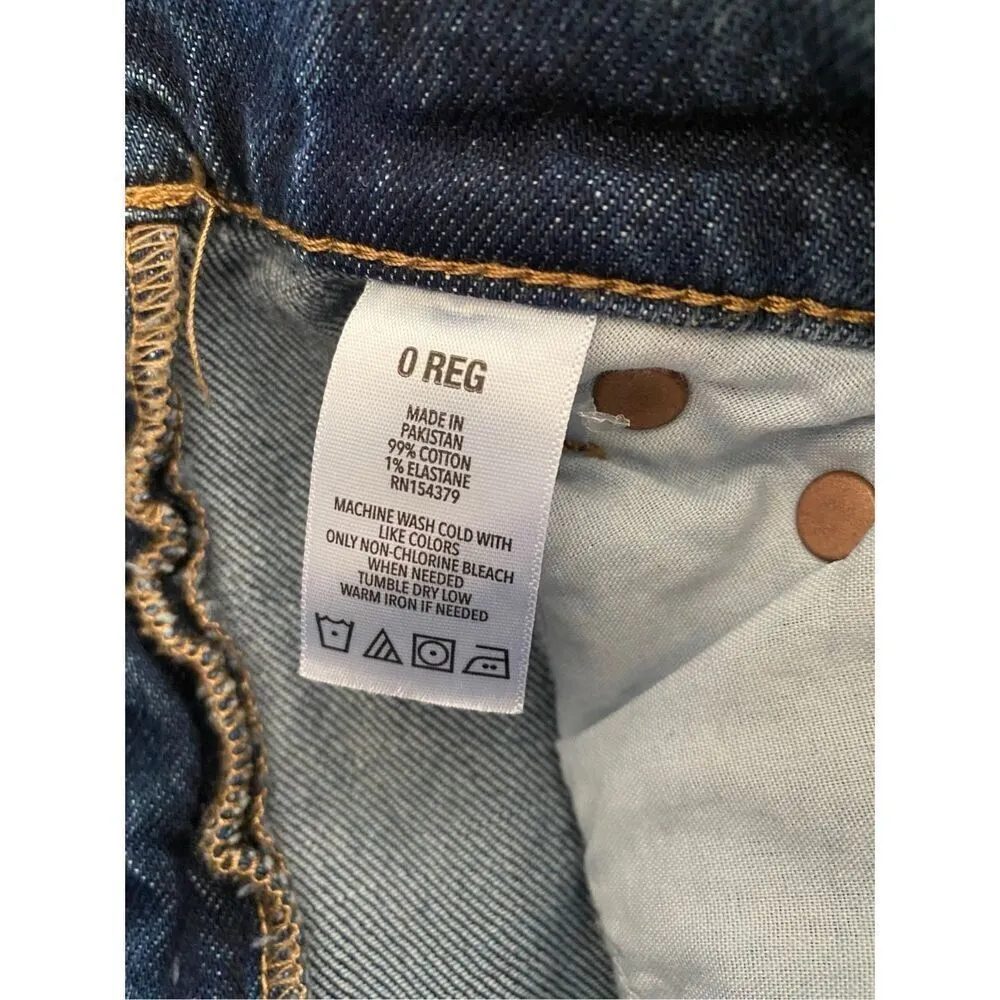 0 REG
MADE IN
PAKISTAN
99% COTTON
1% ELASTANE
RN154379
MACHINE WASH COLD WITH
LIKE COLORS
ONLY NON-CHLORINE BLEACH
WHEN NEEDED
TUMBLE DRY LOW
WARM IRON IF NEEDED